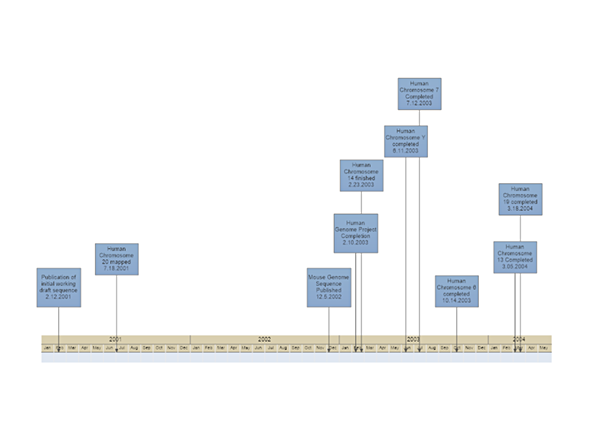 Human
Chromosome 7
Completed
7.12.2003
Human
Chromosome Y
completed
6.11.2003
Human
Chromosome
14 finished
2.23.2003
Human
Chromosome
19 completed
3.18.2004
Human
Genome Project
Completion
2.10.2003
Human
Chromosome
20 mapped
7.18.2001
Human
Chromosome
13 Completed
3.05.2004
Publication of
initial working
draft sequence
2.12.2001
Mouse Genome
Sequence
Published
12.5.2002
Human
Chromosome 6
completed
10.14.2003
2001 2002 2003 2004
Jan Feb Mar Apr May Jun Jul Aug Sep Oct Nov Dec Jan Feb Mar Apr May Jun Jul Aug Sep Oct Nov Dec Jan Feb Mar Apr May Jun Jul Aug Sep Oct Nov Dec Jan Feb Mar Apr May